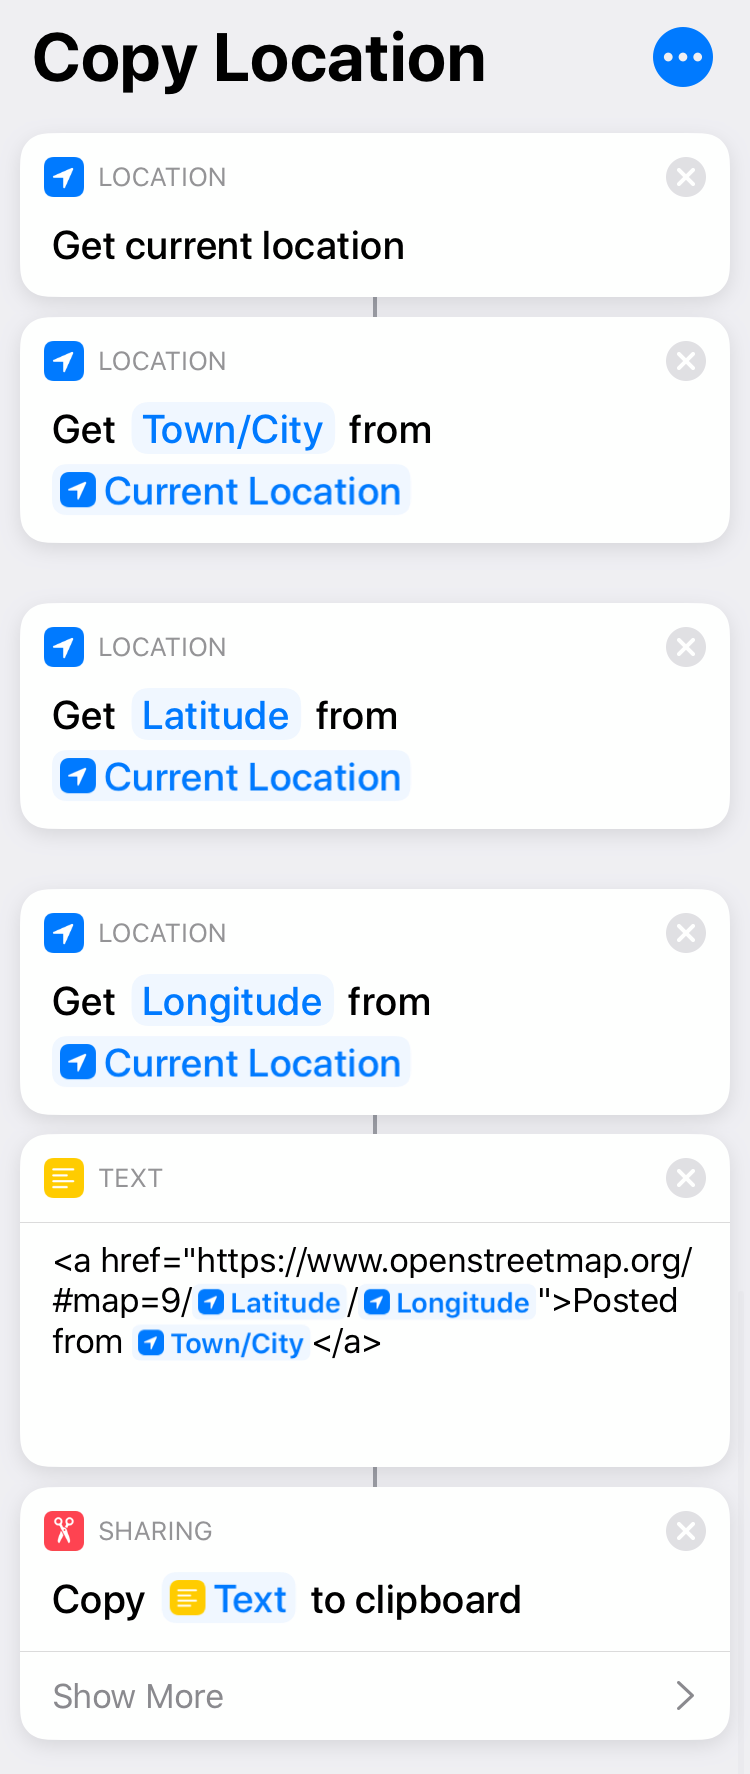 Copy Location
LOCATION
Get current location
LOCATION
Get Town/City from
Current Location
LOCATION
Get Latitude from
Current Location
LOCATION
Get Longitude from
Current Location
TEXT
<a href="https://www.openstreetmap.org/
#map=9/ Latitude / Longitude ">Posted
from Town/City </a>
SHARING
Copy Text to clipboard
Show More